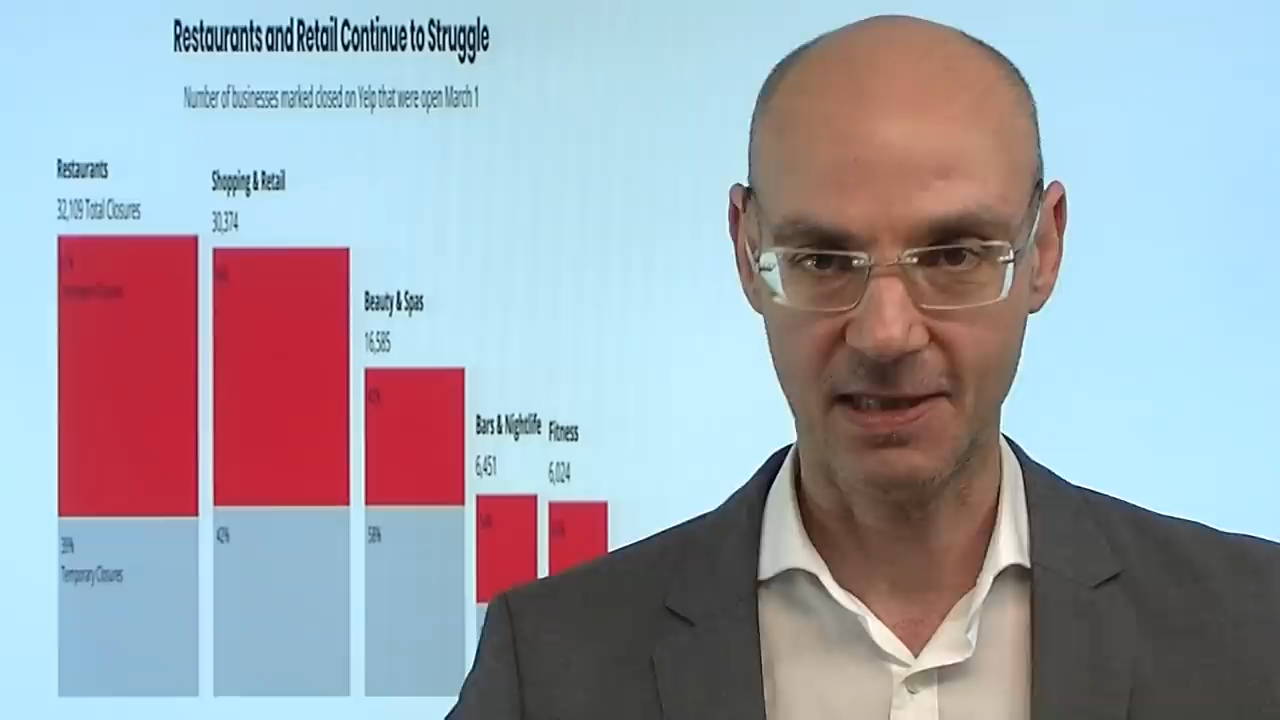 Restaurants and Retail Continue to Struggle
Number of businesses marked closed on Yelp that were open March 1
Restaurants
32,109 Total Closures
Shopping & Retail
30,374
Beauty & Spas
16,585
Bars & Nightlife
6,451
Fitness
6,024
39%
Temporary Closures
42%
58%